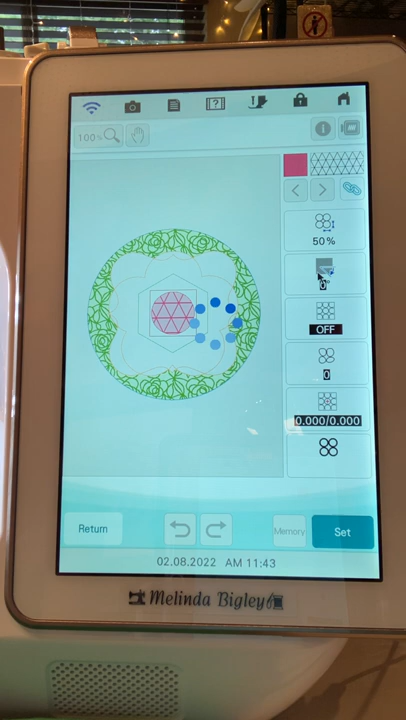 100%
50%
0°
OFF
0
0.000/0.000
Return
Memory
Set
02.08.2022 AM 11:43
Melinda Bigley